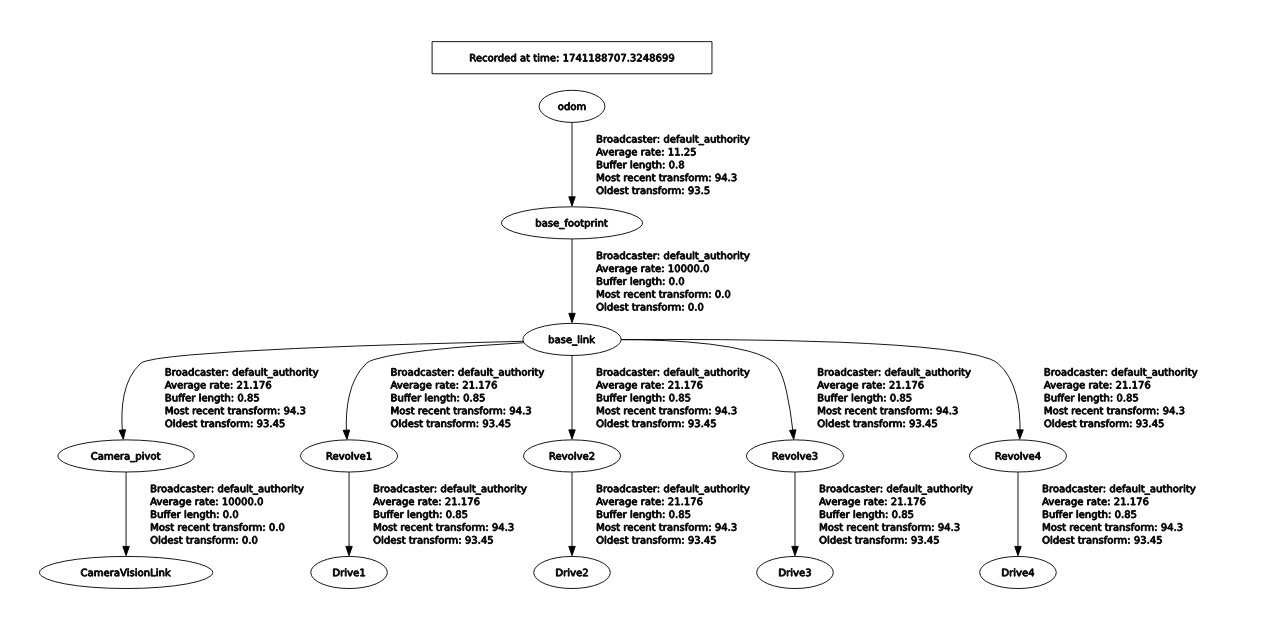 Recorded at time: 1741188707.3248699
odom
Broadcaster: default_authority
Average rate: 11.25
Buffer length: 0.8
Most recent transform: 94.3
Oldest transform: 93.5
base_footprint
Broadcaster: default_authority
Average rate: 10000.0
Buffer length: 0.0
Most recent transform: 0.0
Oldest transform: 0.0
base_link
Broadcaster: default_authority
Average rate: 21.176
Buffer length: 0.85
Most recent transform: 94.3
Oldest transform: 93.45
Broadcaster: default_authority
Average rate: 21.176
Buffer length: 0.85
Most recent transform: 94.3
Oldest transform: 93.45
Broadcaster: default_authority
Average rate: 21.176
Buffer length: 0.85
Most recent transform: 94.3
Oldest transform: 93.45
Broadcaster: default_authority
Average rate: 21.176
Buffer length: 0.85
Most recent transform: 94.3
Oldest transform: 93.45
Broadcaster: default_authority
Average rate: 21.176
Buffer length: 0.85
Most recent transform: 94.3
Oldest transform: 93.45
Camera_pivot
Revolve1
Revolve2
Revolve3
Revolve4
Broadcaster: default_authority
Average rate: 10000.0
Buffer length: 0.0
Most recent transform: 0.0
Oldest transform: 0.0
Broadcaster: default_authority
Average rate: 21.176
Buffer length: 0.85
Most recent transform: 94.3
Oldest transform: 93.45
Broadcaster: default_authority
Average rate: 21.176
Buffer length: 0.85
Most recent transform: 94.3
Oldest transform: 93.45
Broadcaster: default_authority
Average rate: 21.176
Buffer length: 0.85
Most recent transform: 94.3
Oldest transform: 93.45
Broadcaster: default_authority
Average rate: 21.176
Buffer length: 0.85
Most recent transform: 94.3
Oldest transform: 93.45
CameraVisionLink
Drive1
Drive2
Drive3
Drive4